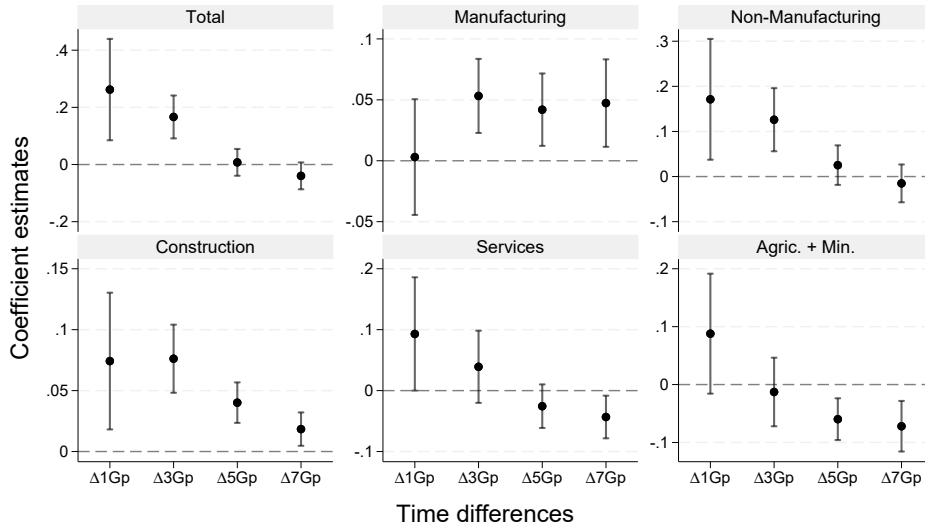 Total
Manufacturing
Non-Manufacturing
.4
.2
0
-.2
.1
.05
0
-.05
.3
.2
.1
0
-.1
Coefficient estimates
Construction
Services
Agric. + Min.
.15
.1
.05
0
.2
.1
0
-.1
.2
.1
0
-.1
Δ1Gp Δ3Gp Δ5Gp Δ7Gp
Δ1Gp Δ3Gp Δ5Gp Δ7Gp
Δ1Gp Δ3Gp Δ5Gp Δ7Gp
Time differences